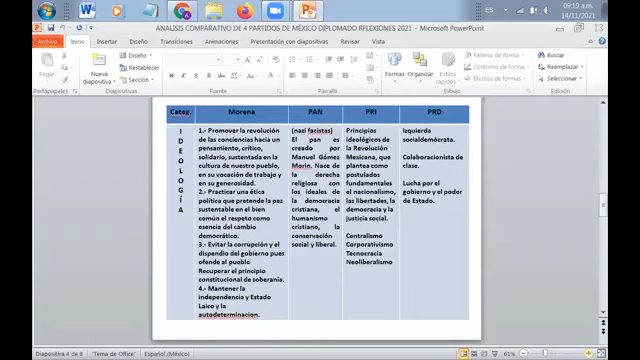 ES
09:19 a.m.
14/11/2021
ANALISIS COMPARATIVO DE 4 PARTIDOS DE MÉXICO DIPLOMADO RFLEXIONES 2021 - Microsoft PowerPoint
Archivo
Inicio
Insertar
Diseño
Transiciones
Animaciones
Presentación con diapositivas
Revisar
Vista
Pegar
Nueva diapositiva
Diseño
Restablecer
Sección
Formas
Organizar
Estilos rápidos
Relleno de forma
Contorno de forma
Efectos de formas
Buscar
Reemplazar
Seleccionar
Portapapeles
Diapositivas
Fuente
Párrafo
Dibujo
Edición
Categ.
Morena
PAN
PRI
PRD
IDEOLOGÍA
1.- Promover la revolución
de las conciencias hacia un
pensamiento, crítico,
solidario, sustentada en la
cultura de nuestro pueblo,
en su vocación de trabajo y
en su generosidad.
2.- Practicar una ética
política que pretende la paz
sustentable en el bien
común el respeto como
esencia del cambio
democrático.
3.- Evitar la corrupción y el
dispendio del gobierno pues
ofende al pueblo
Recuperar el principio
constitucional de soberanía.
4.- Mantener la
independencia y Estado
Laico y la
autodeterminacion.
(nazi facistas)
El pan es
creado por
Manuel Gómez
Morin. Nace de
la derecha
religiosa con
los ideales de
la democracia
cristiana, el
humanismo
cristiano, la
conservación
social y liberal.
Principios
ideológicos de
la Revolución
Mexicana, que
plantea como
postulados
fundamentales
el nacionalismo,
las libertades, la
democracia y la
justicia social.
Centralismo
Corporativismo
Tecnocracia
Neoliberalismo
Izquierda
socialdemócrata.
Colaboracionista de
clase.
Lucha por el
gobierno y el poder
de Estado.
Diapositiva 4 de 8
"Tema de Office"
Español (México)
61%